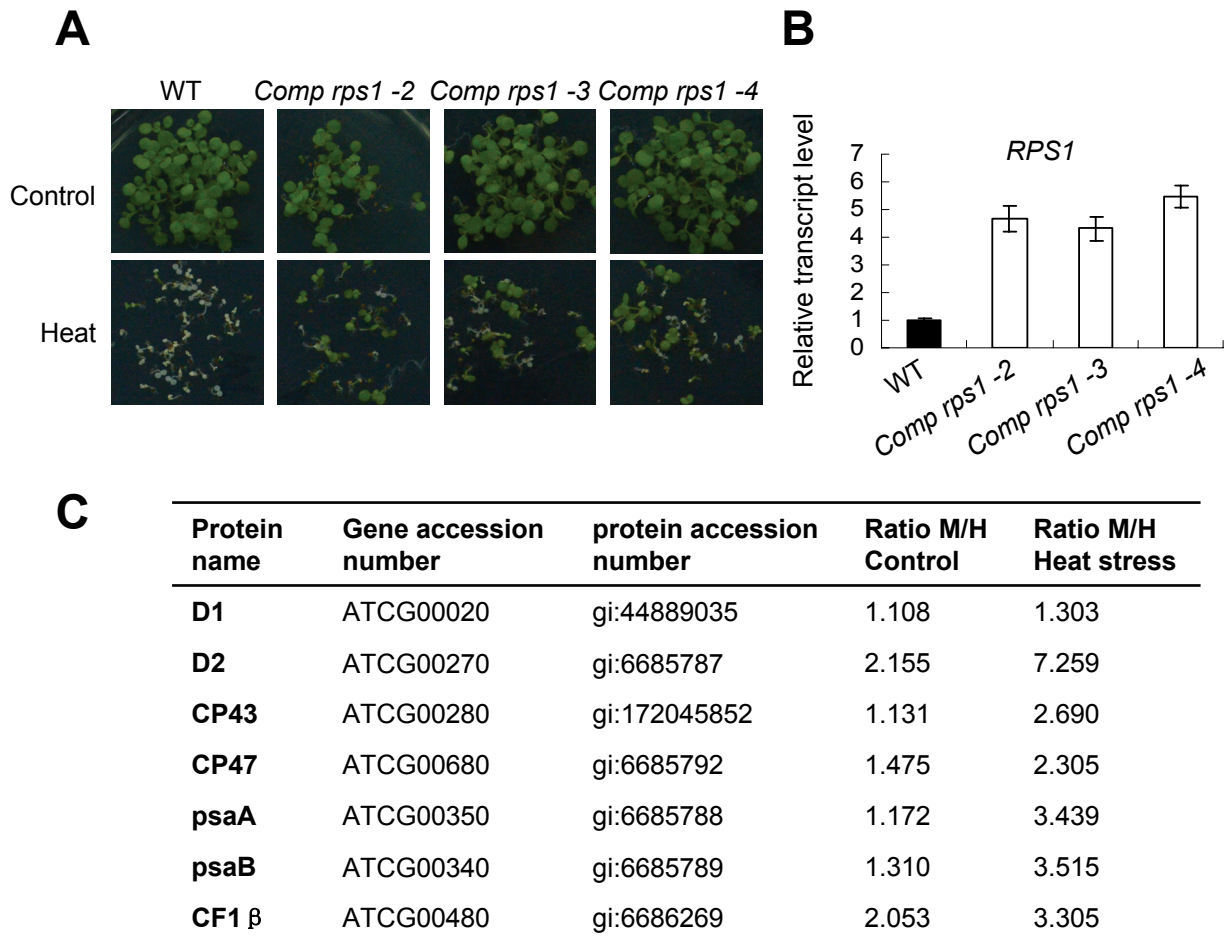 A
WT Comp rps1 -2 Comp rps1 -3 Comp rps1 -4
Control
Heat
B
Relative transcript level
RPS1
7
6
5
4
3
2
1
0
WT
Comp rps1 -2
Comp rps1 -3
Comp rps1 -4
C
Protein name Gene accession number protein accession number Ratio M/H Control Ratio M/H Heat stress
D1 ATCG00020 gi:44889035 1.108 1.303
D2 ATCG00270 gi:6685787 2.155 7.259
CP43 ATCG00280 gi:172045852 1.131 2.690
CP47 ATCG00680 gi:6685792 1.475 2.305
psaA ATCG00350 gi:6685788 1.172 3.439
psaB ATCG00340 gi:6685789 1.310 3.515
CF1 β ATCG00480 gi:6686269 2.053 3.305